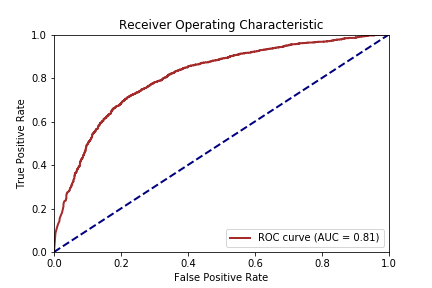 Receiver Operating Characteristic
True Positive Rate
1.0
0.8
0.6
0.4
0.2
0.0
ROC curve (AUC = 0.81)
0.0 0.2 0.4 0.6 0.8 1.0
False Positive Rate